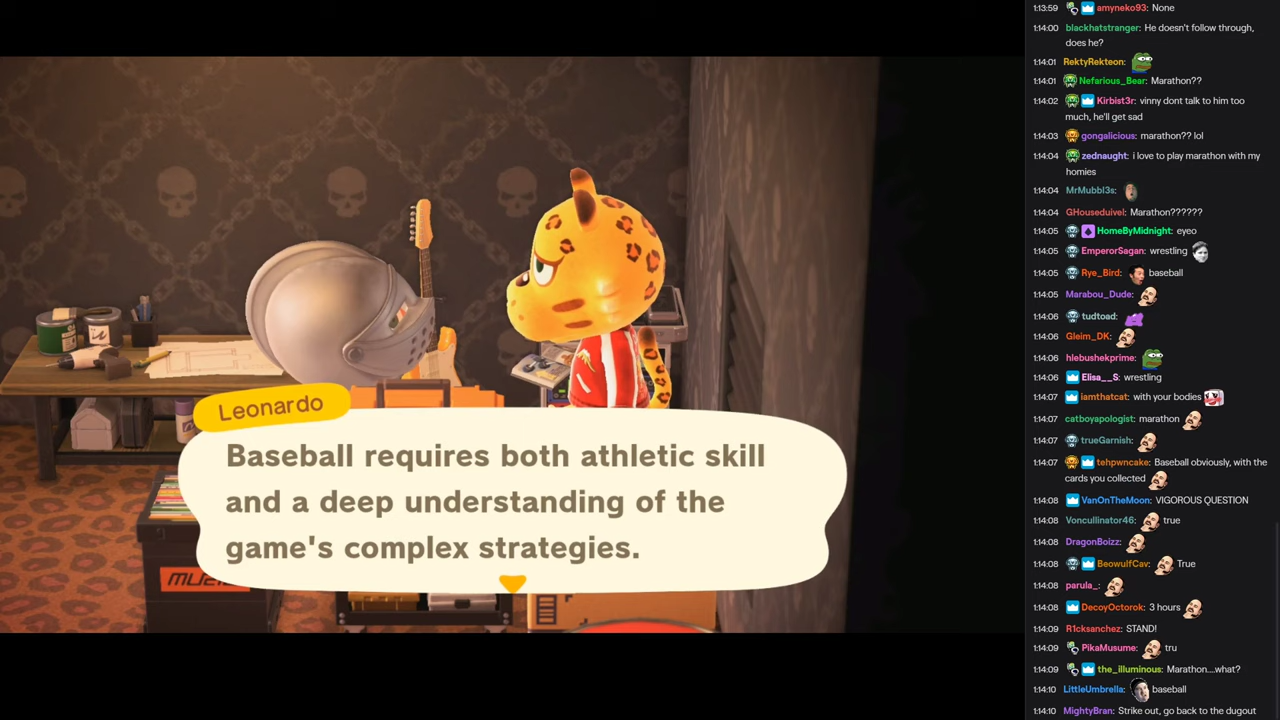 Leonardo
Baseball requires both athletic skill
and a deep understanding of the
game's complex strategies.
1:13:59 amyneko93: None
1:14:00 blackhatstranger: He doesn't follow through,
does he?
1:14:01 RektyRekteon:
1:14:01 Nefarious_Bear: Marathon??
1:14:02 Kirbist3r: vinny dont talk to him too
much, he'll get sad
1:14:03 gongalicious: marathon?? lol
1:14:04 zednaught: i love to play marathon with my
homies
1:14:04 MrMubbl3s:
1:14:04 GHouseduivel: Marathon??????
1:14:05 HomeByMidnight: eyeo
1:14:05 EmperorSagan: wrestling
1:14:05 Rye_Bird: baseball
1:14:05 Marabou_Dude:
1:14:06 tudtoad:
1:14:06 Gleim_DK:
1:14:06 hlebushekprime:
1:14:06 Elisa__S: wrestling
1:14:07 iamthatcat: with your bodies
1:14:07 catboyapologist: marathon
1:14:07 trueGarnish:
1:14:07 tehpwncake: Baseball obviously, with the
cards you collected
1:14:08 VanOnTheMoon: VIGOROUS QUESTION
1:14:08 Voncullinator46: true
1:14:08 DragonBoizz:
1:14:08 BeowulfCav: True
1:14:08 parula_:
1:14:08 DecoyOctorok: 3 hours
1:14:09 R1cksanchez: STAND!
1:14:09 PikaMusume: tru
1:14:09 the_illuminous: Marathon....what?
1:14:10 LittleUmbrella: baseball
1:14:10 MightyBran: Strike out, go back to the dugout